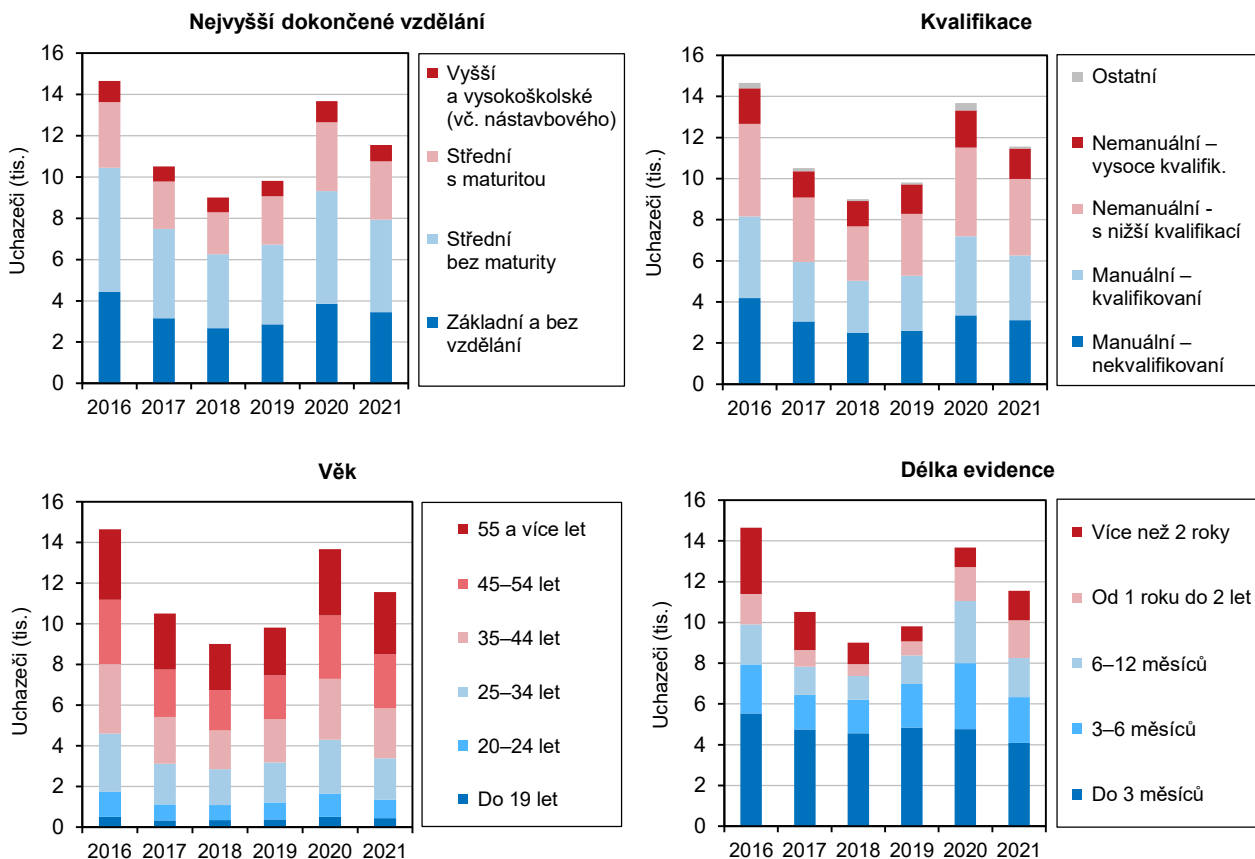 Nejvyšší dokončené vzdělání
Uchazeči (tis.)
16
14
12
10
8
6
4
2
0
2016 2017 2018 2019 2020 2021
Vyšší
a vysokoškolské
(vč. nástavbového)
Střední
s maturitou
Střední
bez maturity
Základní a bez
vzdělání
Kvalifikace
Uchazeči (tis.)
16
14
12
10
8
6
4
2
0
2016 2017 2018 2019 2020 2021
Ostatní
Nemanuální –
vysoce kvalifik.
Nemanuální -
s nižší kvalifikací
Manuální –
kvalifikovaní
Manuální –
nekvalifikovaní
Věk
Uchazeči (tis.)
16
14
12
10
8
6
4
2
0
2016 2017 2018 2019 2020 2021
55 a více let
45–54 let
35–44 let
25–34 let
20–24 let
Do 19 let
Délka evidence
Uchazeči (tis.)
16
14
12
10
8
6
4
2
0
2016 2017 2018 2019 2020 2021
Více než 2 roky
Od 1 roku do 2 let
6–12 měsíců
3–6 měsíců
Do 3 měsíců